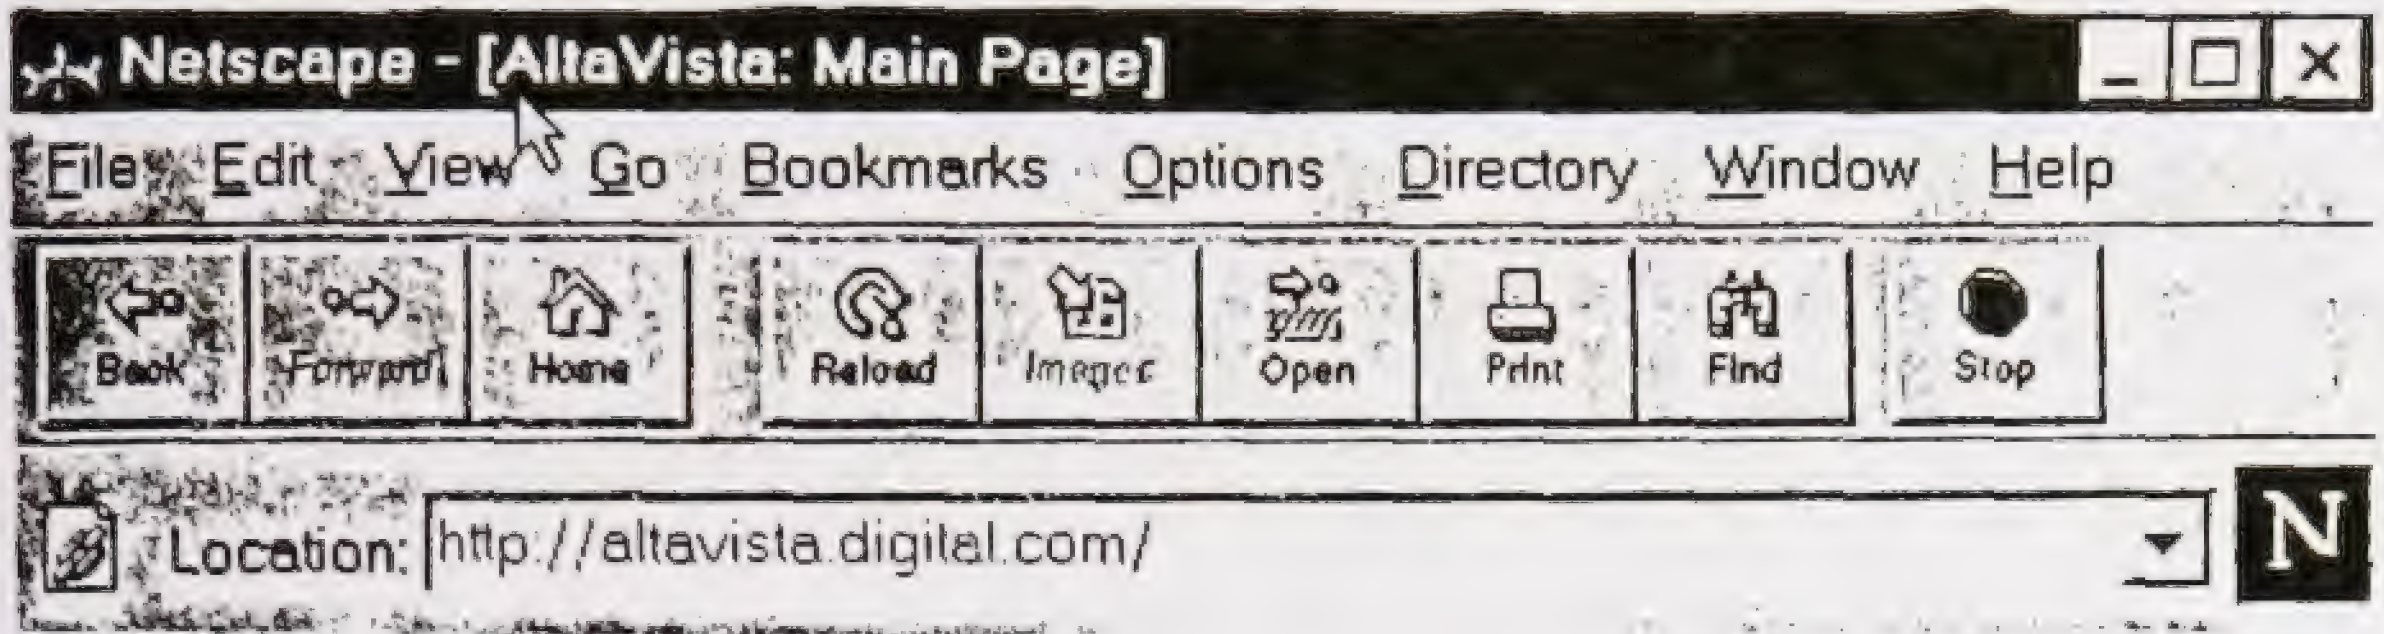 Netscape - [AltaVista: Main Page]
File Edit View Go Bookmarks Options Directory Window Help
Back Forward Home Reload Images Open Print Find Stop
Location: http://altavista.digital.com/ N